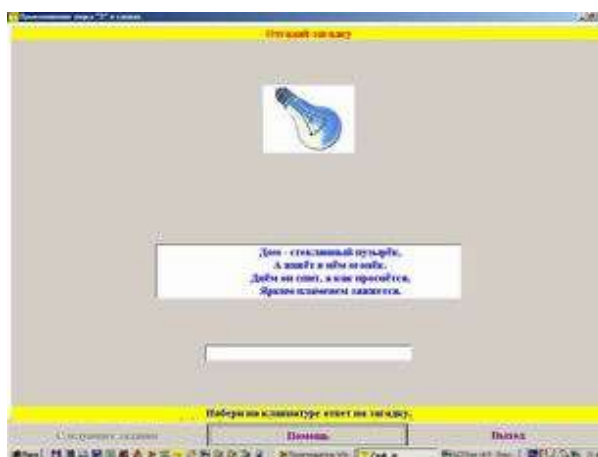 Отгадай загадку
Дом - стеклянный пузырёк,
А живёт в нём огонёк.
Днём он спит, а как проснётся,
Ярким пламенем зажжется.
Набери на клавиатуре ответ на загадку.
Следующее задание
Помощь
Выход